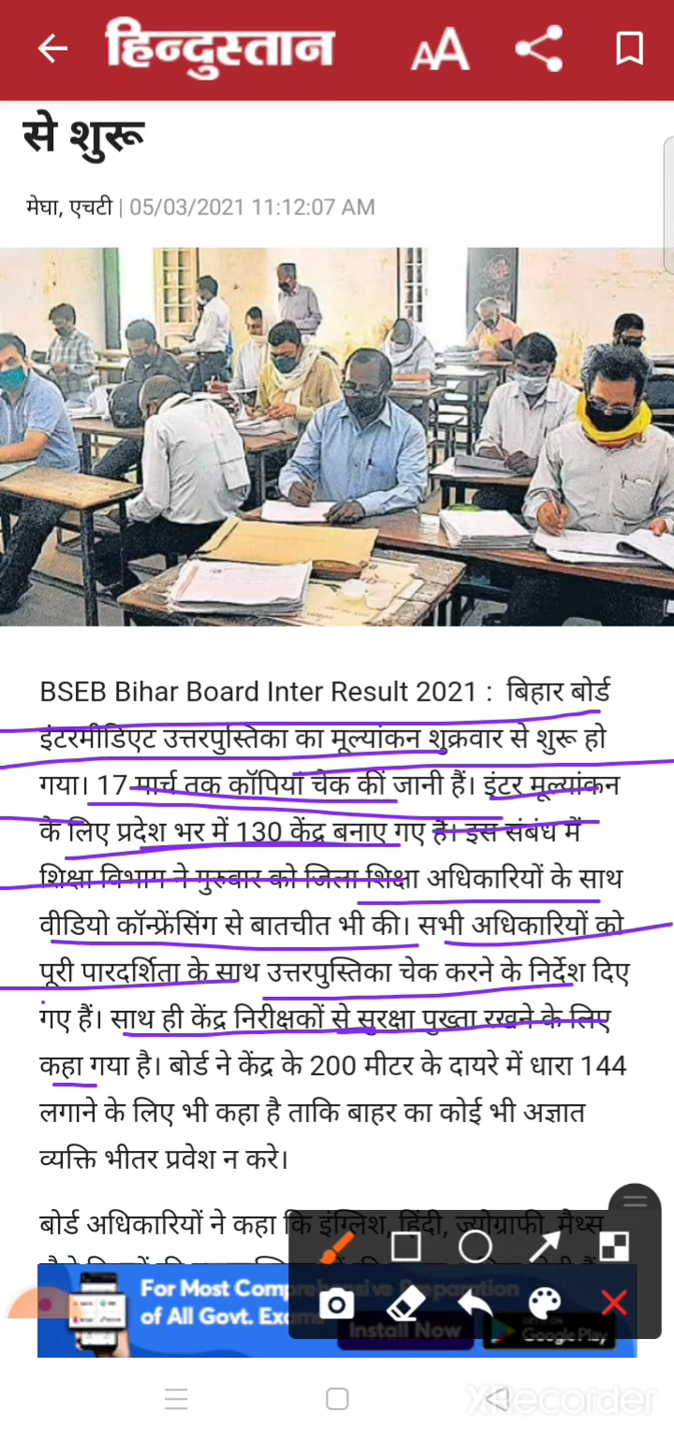 हिन्दुस्तान
AA
से शुरू
मेघा, एचटी | 05/03/2021 11:12:07 AM
BSEB Bihar Board Inter Result 2021 : बिहार बोर्ड
इंटरमीडिएट उत्तरपुस्तिका का मूल्यांकन शुक्रवार से शुरू हो
गया। 17 मार्च तक कॉपियां चेक कीं जानी हैं। इंटर मूल्यांकन
के लिए प्रदेश भर में 130 केंद्र बनाए गए हैं। इस संबंध में
शिक्षा विभाग ने गुरुवार को जिला शिक्षा अधिकारियों के साथ
वीडियो कॉन्फ्रेंसिंग से बातचीत भी की। सभी अधिकारियों को
पूरी पारदर्शिता के साथ उत्तरपुस्तिका चेक करने के निर्देश दिए
गए हैं। साथ ही केंद्र निरीक्षकों से सुरक्षा पुख्ता रखने के लिए
कहा गया है। बोर्ड ने केंद्र के 200 मीटर के दायरे में धारा 144
लगाने के लिए भी कहा है ताकि बाहर का कोई भी अज्ञात
व्यक्ति भीतर प्रवेश न करे।
बोर्ड अधिकारियों ने कहा कि इंग्लिश, हिंदी, ज्योग्राफी, मैथ्स
For Most Comprehensive Preparation
of All Govt. Exams
Install Now
Google Play
XRecorder